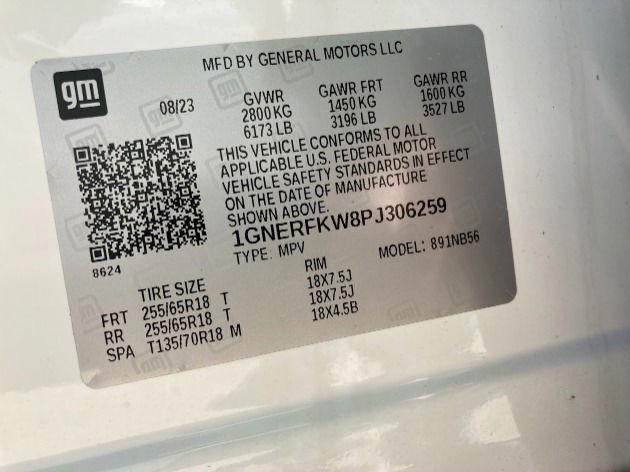 MFD BY GENERAL MOTORS LLC
gm
08/23 GVWR GAWR FRT GAWR RR
2800 KG 1450 KG 1600 KG
6173 LB 3196 LB 3527 LB
THIS VEHICLE CONFORMS TO ALL
APPLICABLE U.S. FEDERAL MOTOR
VEHICLE SAFETY STANDARDS IN EFFECT
ON THE DATE OF MANUFACTURE
SHOWN ABOVE.
1GNERFKW8PJ306259
TYPE: MPV MODEL: 891NB56
8624
TIRE SIZE RIM
FRT 255/65R18 T 18X7.5J
RR 255/65R18 T 18X7.5J
SPA T135/70R18 M 18X4.5B